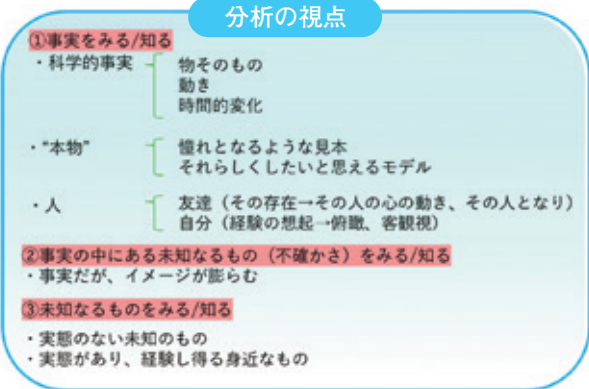 分析の視点
①事実をみる/知る
・科学的事実 物そのもの
動き
時間的変化
・“本物” 憧れとなるような見本
それらしくしたいと思えるモデル
・人 友達（その存在→その人の心の動き、その人となり）
自分（経験の想起→俯瞰、客観視）
②事実の中にある未知なるもの（不確かさ）をみる/知る
・事実だが、イメージが膨らむ
③未知なるものをみる/知る
・実態のない未知のもの
・実態があり、経験し得る身近なもの